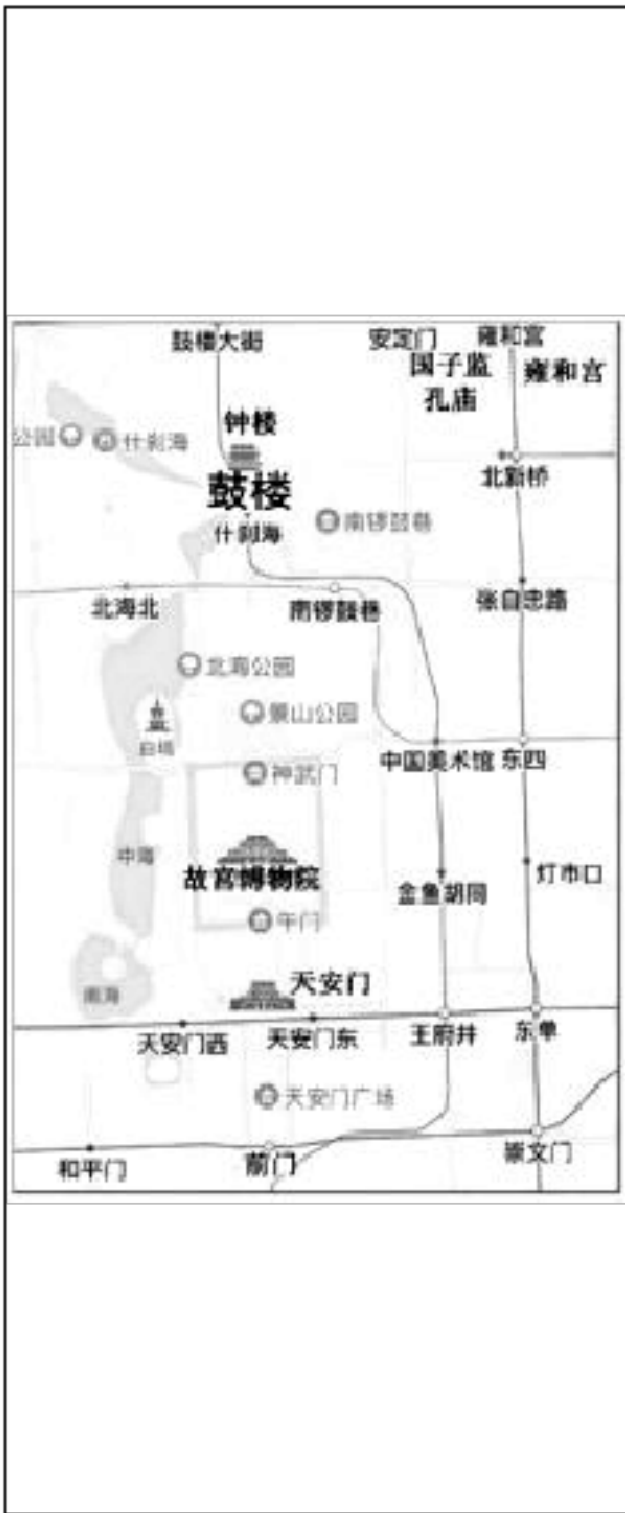 鼓楼大街
安定门
雍和宫
国子监
孔庙
雍和宫
钟楼
公园
什刹海
鼓楼
北新桥
什刹海
南锣鼓巷
北海北
南锣鼓巷
张自忠路
北海公园
景山公园
白塔
中国美术馆
东四
神武门
中海
故宫博物院
金鱼胡同
灯市口
午门
天安门
南海
天安门西
天安门东
王府井
东单
天安门广场
和平门
前门
崇文门